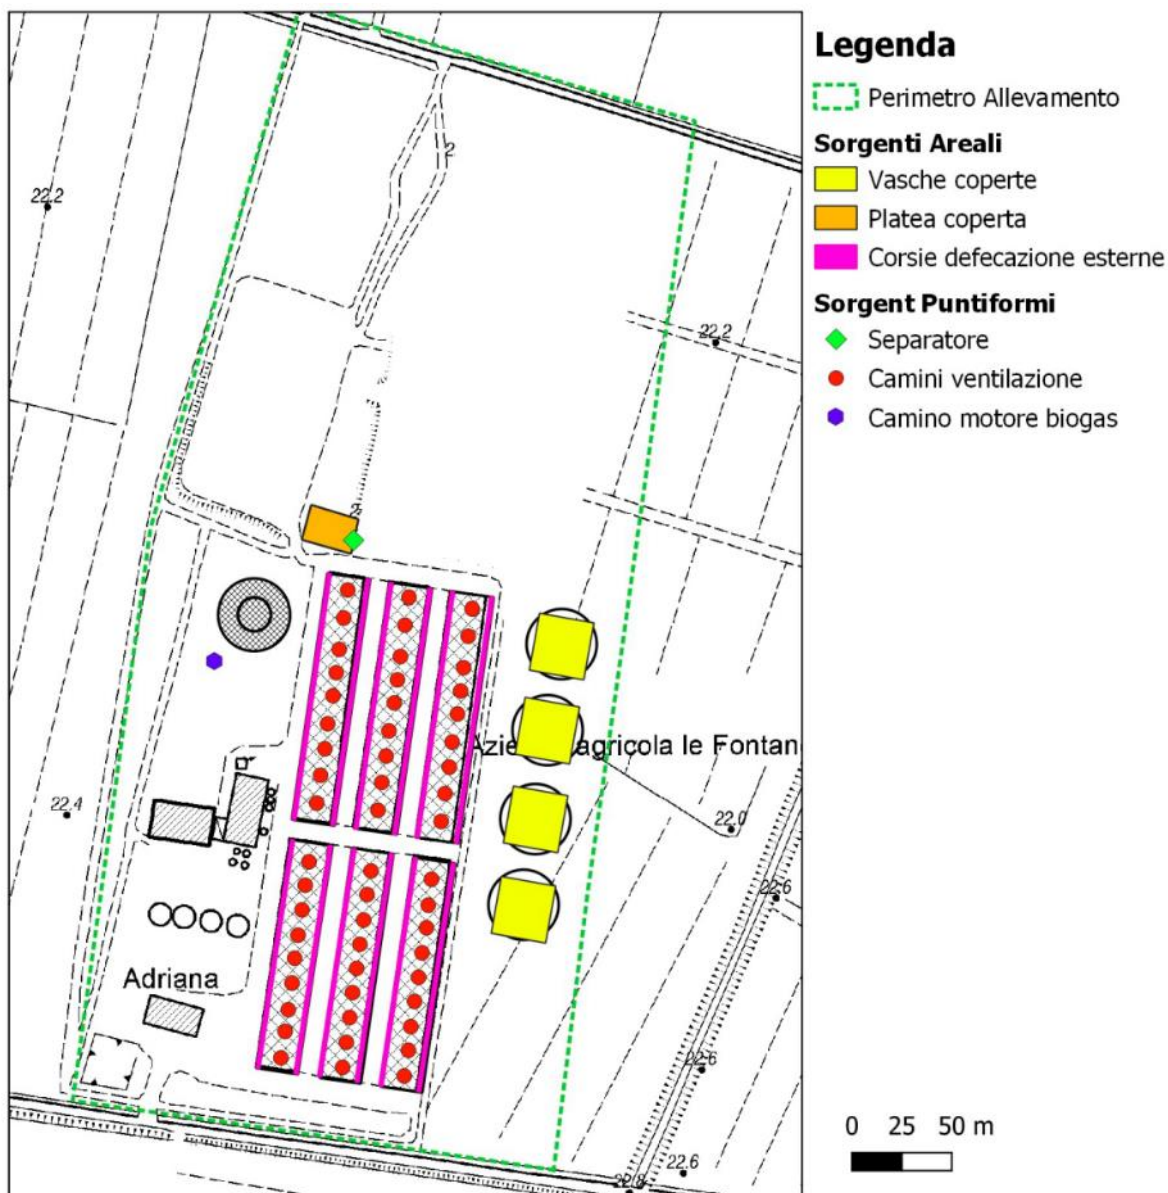 Legenda
Perimetro Allevamento
Sorgenti Areali
Vasche coperte
Platea coperta
Corsie defecazione esterne
Sorgent Puntiformi
Separatore
Camini ventilazione
Camino motore biogas
22.2
22.2
agricola le Fontan
22.4
22.0
22.6
Adriana
22.6
22.6
22.8
0 25 50 m